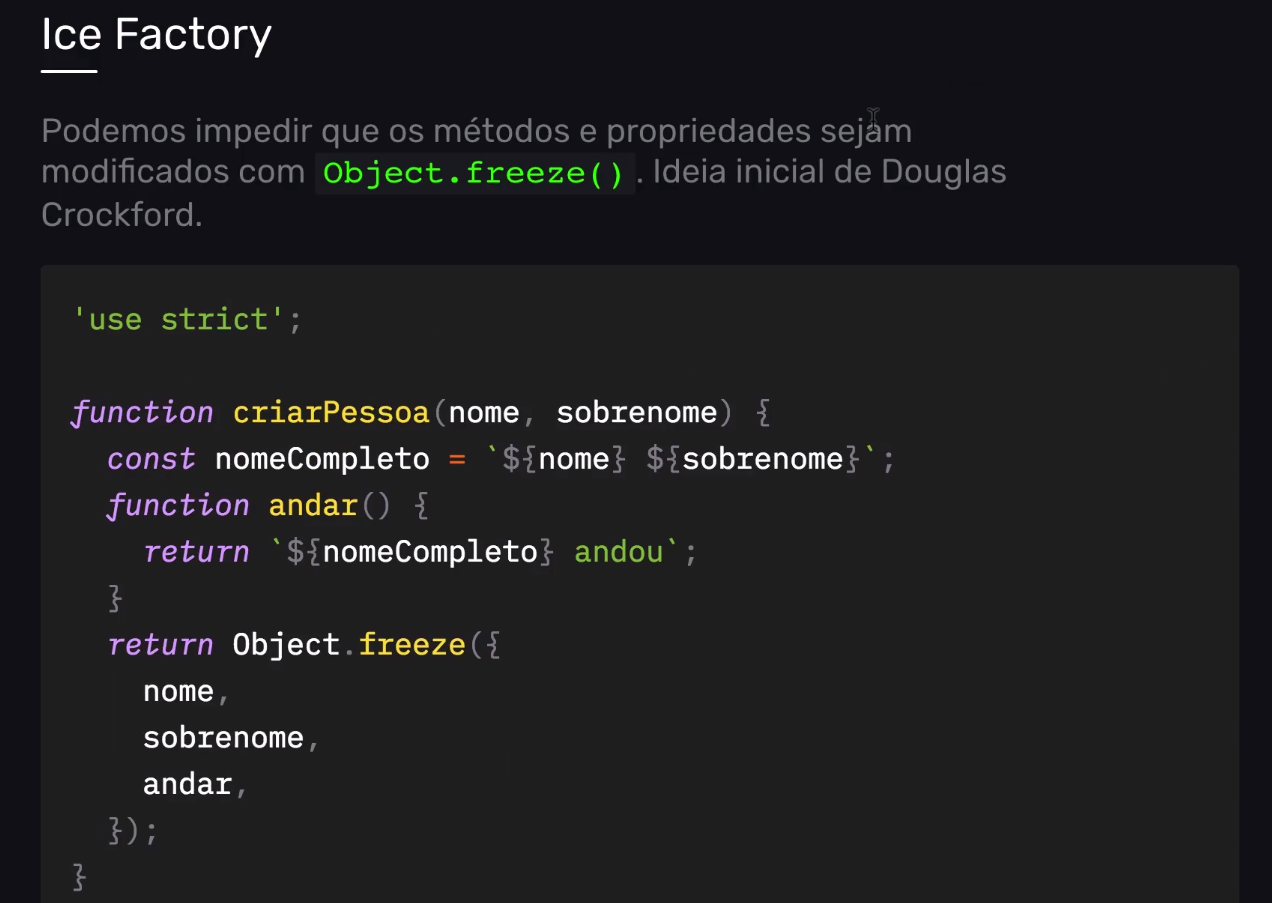 Ice Factory
Podemos impedir que os métodos e propriedades sejam
modificados com Object.freeze(). Ideia inicial de Douglas
Crockford.
'use strict';
function criarPessoa(nome, sobrenome) {
  const nomeCompleto = `${nome} ${sobrenome}`;
  function andar() {
    return `${nomeCompleto} andou`;
  }
  return Object.freeze({
    nome,
    sobrenome,
    andar,
  });
}